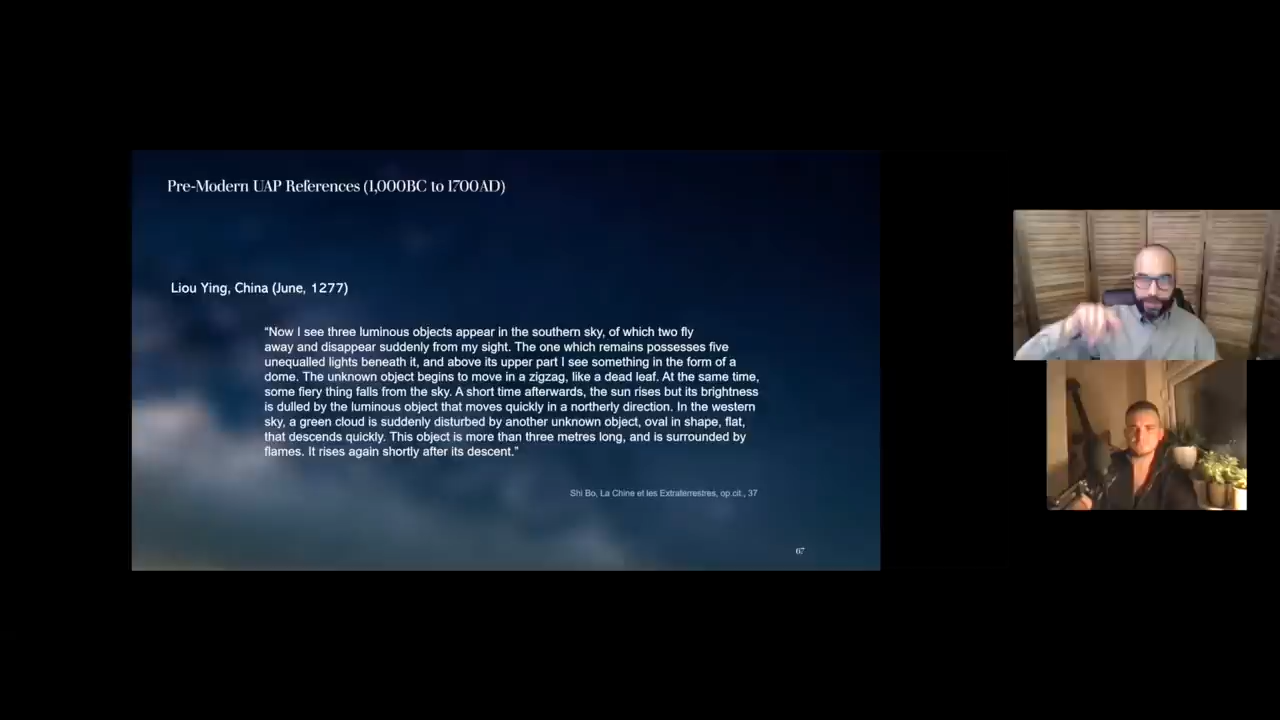 Pre-Modern UAP References (1,000BC to 1700AD)
Liou Ying, China (June, 1277)
“Now I see three luminous objects appear in the southern sky, of which two fly
away and disappear suddenly from my sight. The one which remains possesses five
unequalled lights beneath it, and above its upper part I see something in the form of a
dome. The unknown object begins to move in a zigzag, like a dead leaf. At the same time,
some fiery thing falls from the sky. A short time afterwards, the sun rises but its brightness
is dulled by the luminous object that moves quickly in a northerly direction. In the western
sky, a green cloud is suddenly disturbed by another unknown object, oval in shape, flat,
that descends quickly. This object is more than three metres long, and is surrounded by
flames. It rises again shortly after its descent.”
Shi Bo, La Chine et les Extraterrestres, op.cit., 37
67